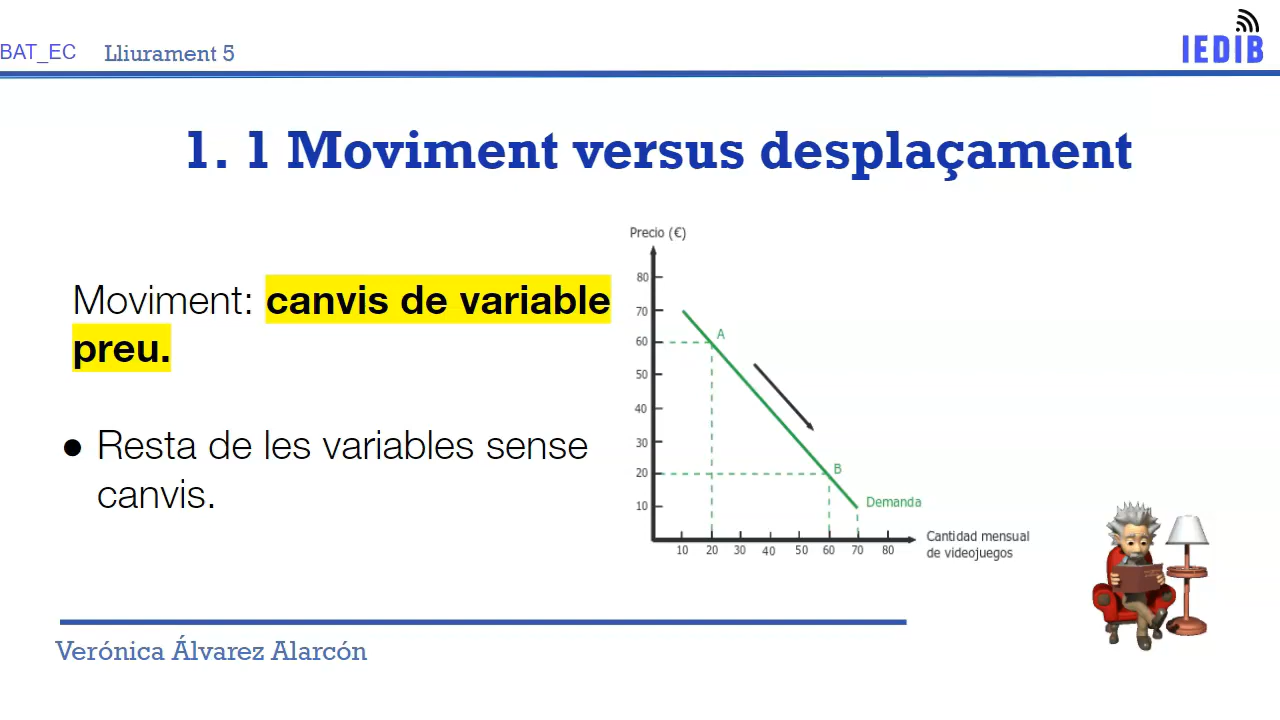 BAT_EC
Lliurament 5
IEDIB
1. 1 Moviment versus desplaçament
Moviment: canvis de variable
preu.
● Resta de les variables sense
canvis.
Precio (€)
80
70
60
50
40
30
20
10
A
B
Demanda
10 20 30 40 50 60 70 80
Cantidad mensual
de videojuegos
Verónica Álvarez Alarcón